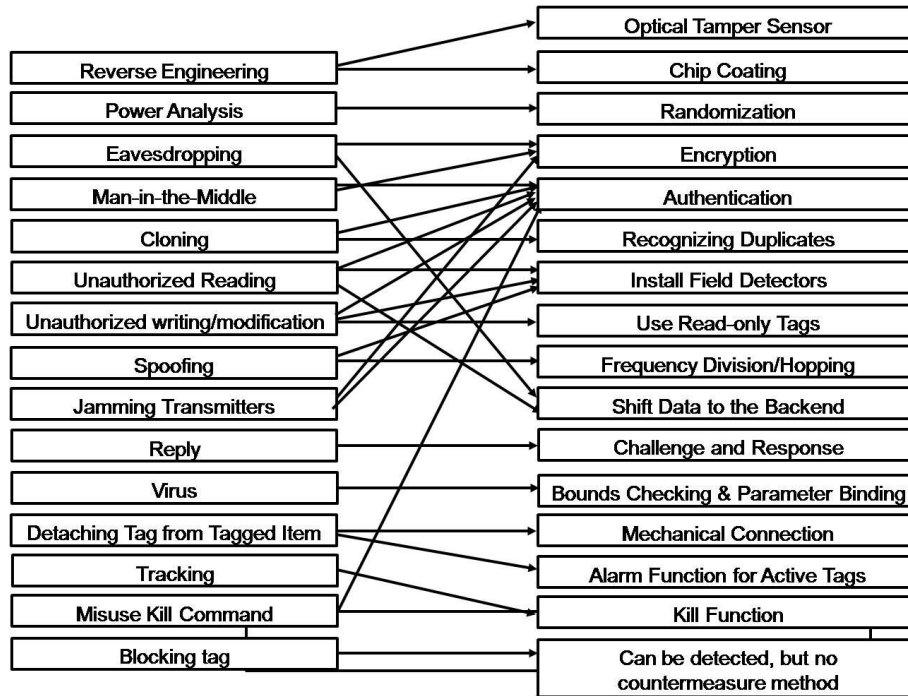 Optical Tamper Sensor
Reverse Engineering
Chip Coating
Power Analysis
Randomization
Eavesdropping
Encryption
Man-in-the-Middle
Authentication
Cloning
Recognizing Duplicates
Unauthorized Reading
Install Field Detectors
Unauthorized writing/modification
Use Read-only Tags
Spoofing
Frequency Division/Hopping
Jamming Transmitters
Shift Data to the Backend
Reply
Challenge and Response
Virus
Bounds Checking & Parameter Binding
Detaching Tag from Tagged Item
Mechanical Connection
Tracking
Alarm Function for Active Tags
Misuse Kill Command
Kill Function
Blocking tag
Can be detected, but no
countermeasure method